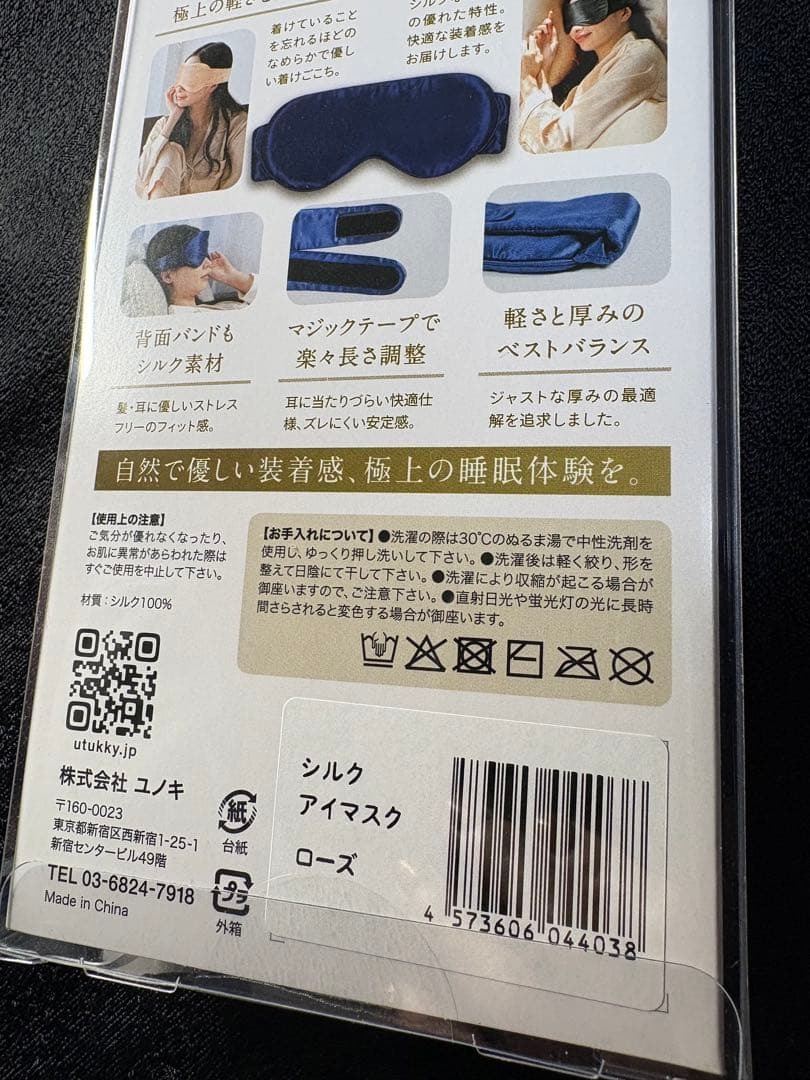 極上の軽さ
着けていること
を忘れるほどの
なめらかで優し
い着けごこち。
の優れた特性。
快適な装着感を
お届けします。
背面バンドも
シルク素材
髪・耳に優しいストレス
フリーのフィット感。
マジックテープで
楽々長さ調整
耳に当たりづらい快適仕
様、ズレにくい安定感。
軽さと厚みの
ベストバランス
ジャストな厚みの最適
解を追求しました。
自然で優しい装着感、極上の睡眠体験を。
【使用上の注意】
ご気分が優れなくなったり、
お肌に異常があらわれた際は
すぐご使用を中止して下さい。
材質：シルク100%
【お手入れについて】●洗濯の際は30℃のぬるま湯で中性洗剤を
使用し、ゆっくり押し洗いして下さい。●洗濯後は軽く絞り、形を
整えて日陰にて干して下さい。●洗濯により収縮が起こる場合が
御座いますので、ご注意下さい。●直射日光や蛍光灯の光に長時
間さらされると変色する場合が御座います。
utukky.jp
株式会社 ユノキ
〒160-0023
東京都新宿区西新宿1-25-1
新宿センタービル49階
TEL 03-6824-7918
Made in China
紙
台紙
プラ
外箱
シルク
アイマスク
ローズ
4 573606 044038